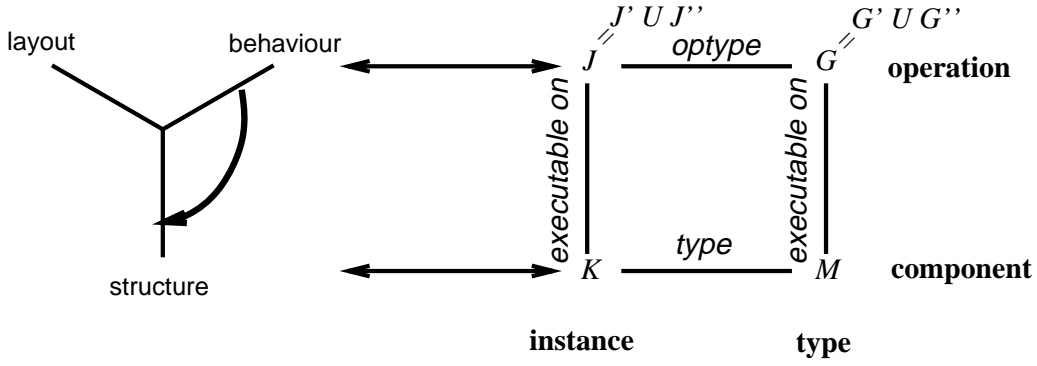 J' U J''
G' U G''
=
=
layout
behaviour
J
optype
G
operation
executable on
executable on
K
type
M
component
structure
instance
type